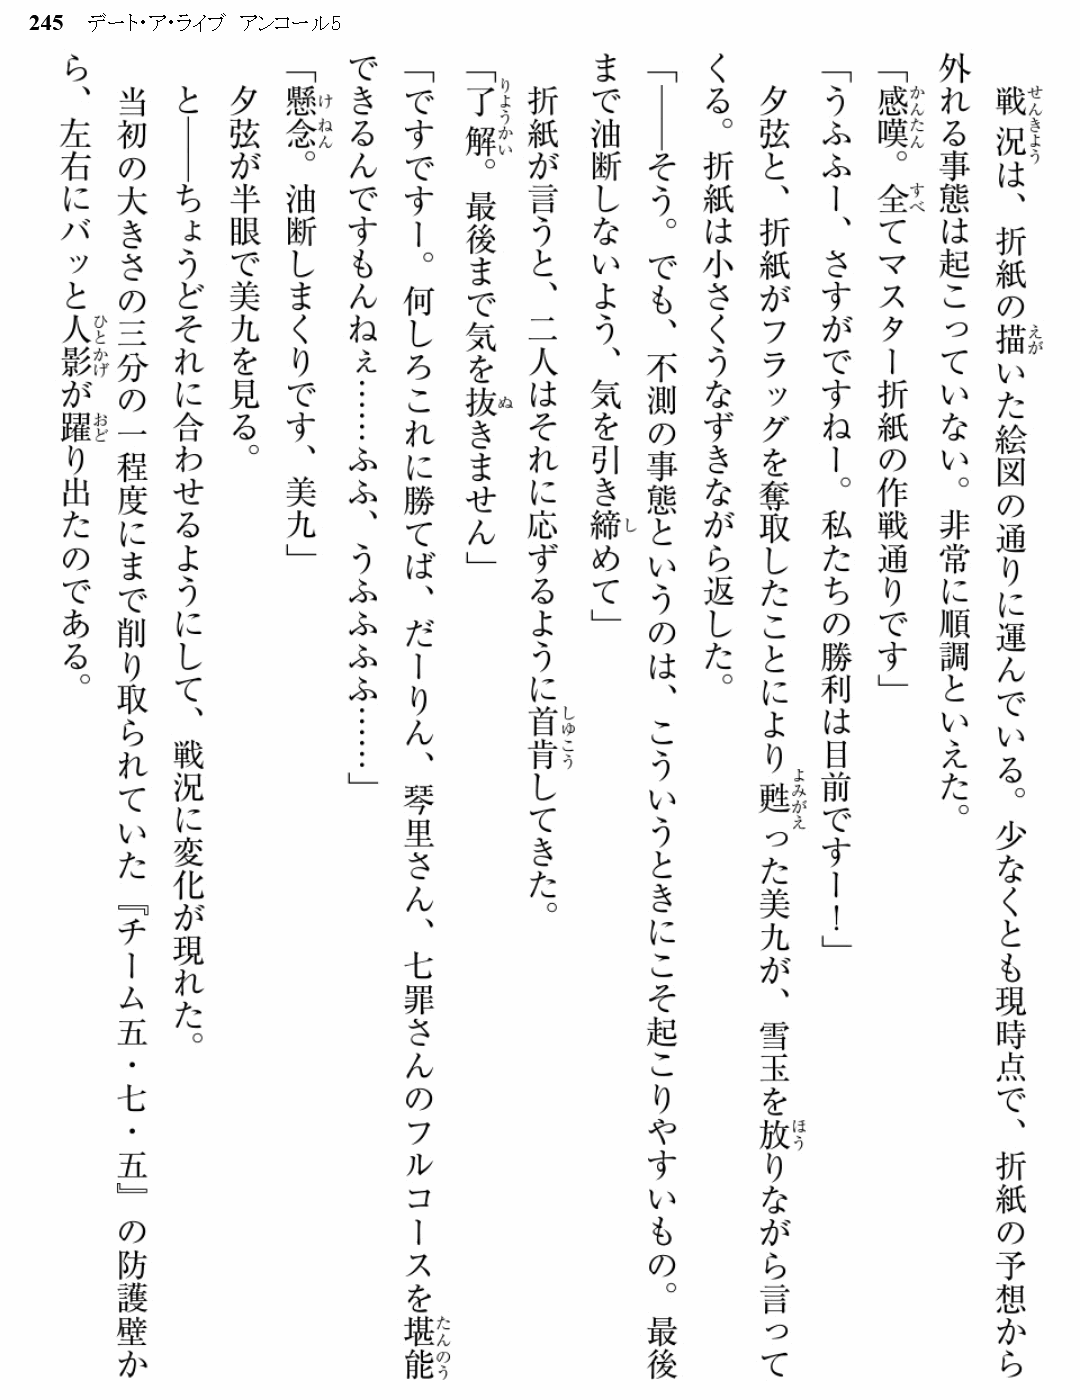 245 デート・ア・ライブ アンコール5
戦況は、折紙の描いた絵図の通りに運んでいる。少なくとも現時点で、折紙の予想から
外れる事態は起こっていない。非常に順調といえた。
「感嘆。全てマスター折紙の作戦通りです」
「うふふー、さすがですねー。私たちの勝利は目前ですー！」
夕弦と、折紙がフラッグを奪取したことにより甦った美九が、雪玉を放りながら言って
くる。折紙は小さくうなずきながら返した。
「――そう。でも、不測の事態というのは、こういうときにこそ起こりやすいもの。最後
まで油断しないよう、気を引き締めて」
折紙が言うと、二人はそれに応ずるように首肯してきた。
「了解。最後まで気を抜きません」
「ですですー。何しろこれに勝てば、だーりん、琴里さん、七罪さんのフルコースを堪能
できるんですもんねぇ……ふふ、うふふふふ……」
「懸念。油断しまくりです、美九」
夕弦が半眼で美九を見る。
と――ちょうどそれに合わせるようにして、戦況に変化が現れた。
当初の大きさの三分の一程度にまで削り取られていた『チーム五・七・五』の防護壁か
ら、左右にバッと人影が躍り出たのである。